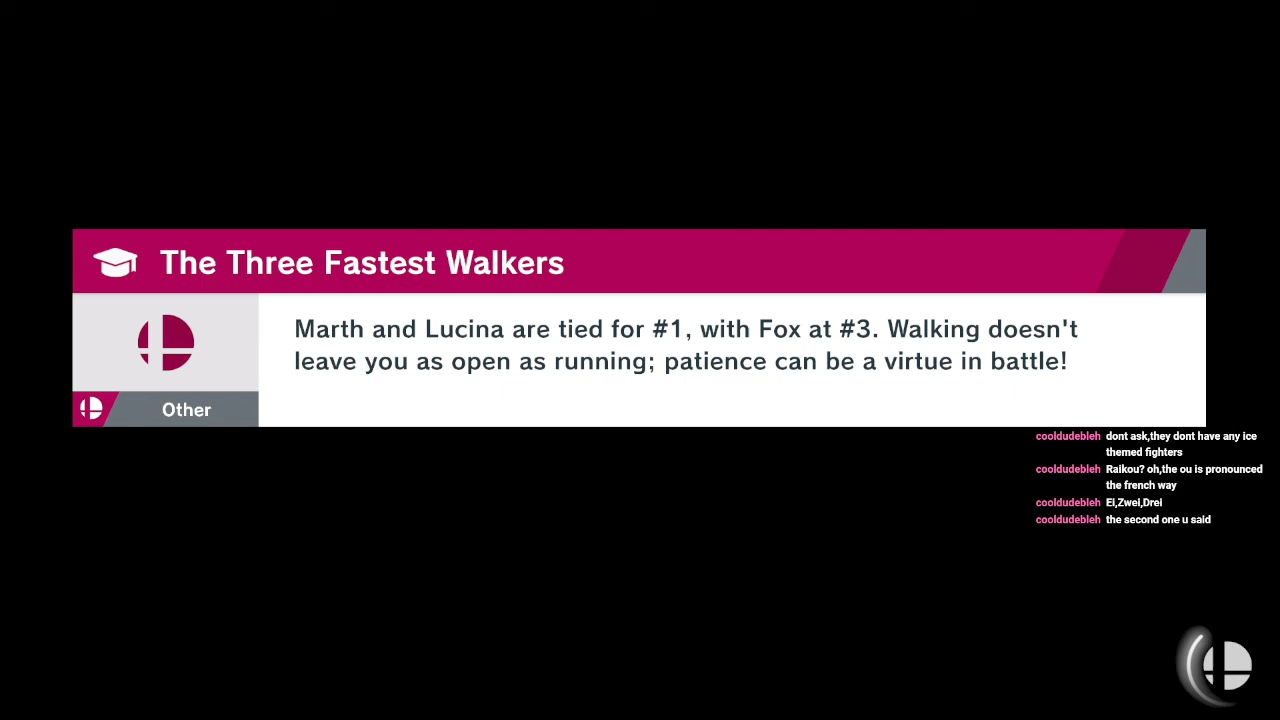 The Three Fastest Walkers
Marth and Lucina are tied for #1, with Fox at #3. Walking doesn't
leave you as open as running; patience can be a virtue in battle!
Other
cooldudebleh dont ask,they dont have any ice
themed fighters
cooldudebleh Raikou? oh,the ou is pronounced
the french way
cooldudebleh Ei,Zwei,Drei
cooldudebleh the second one u said